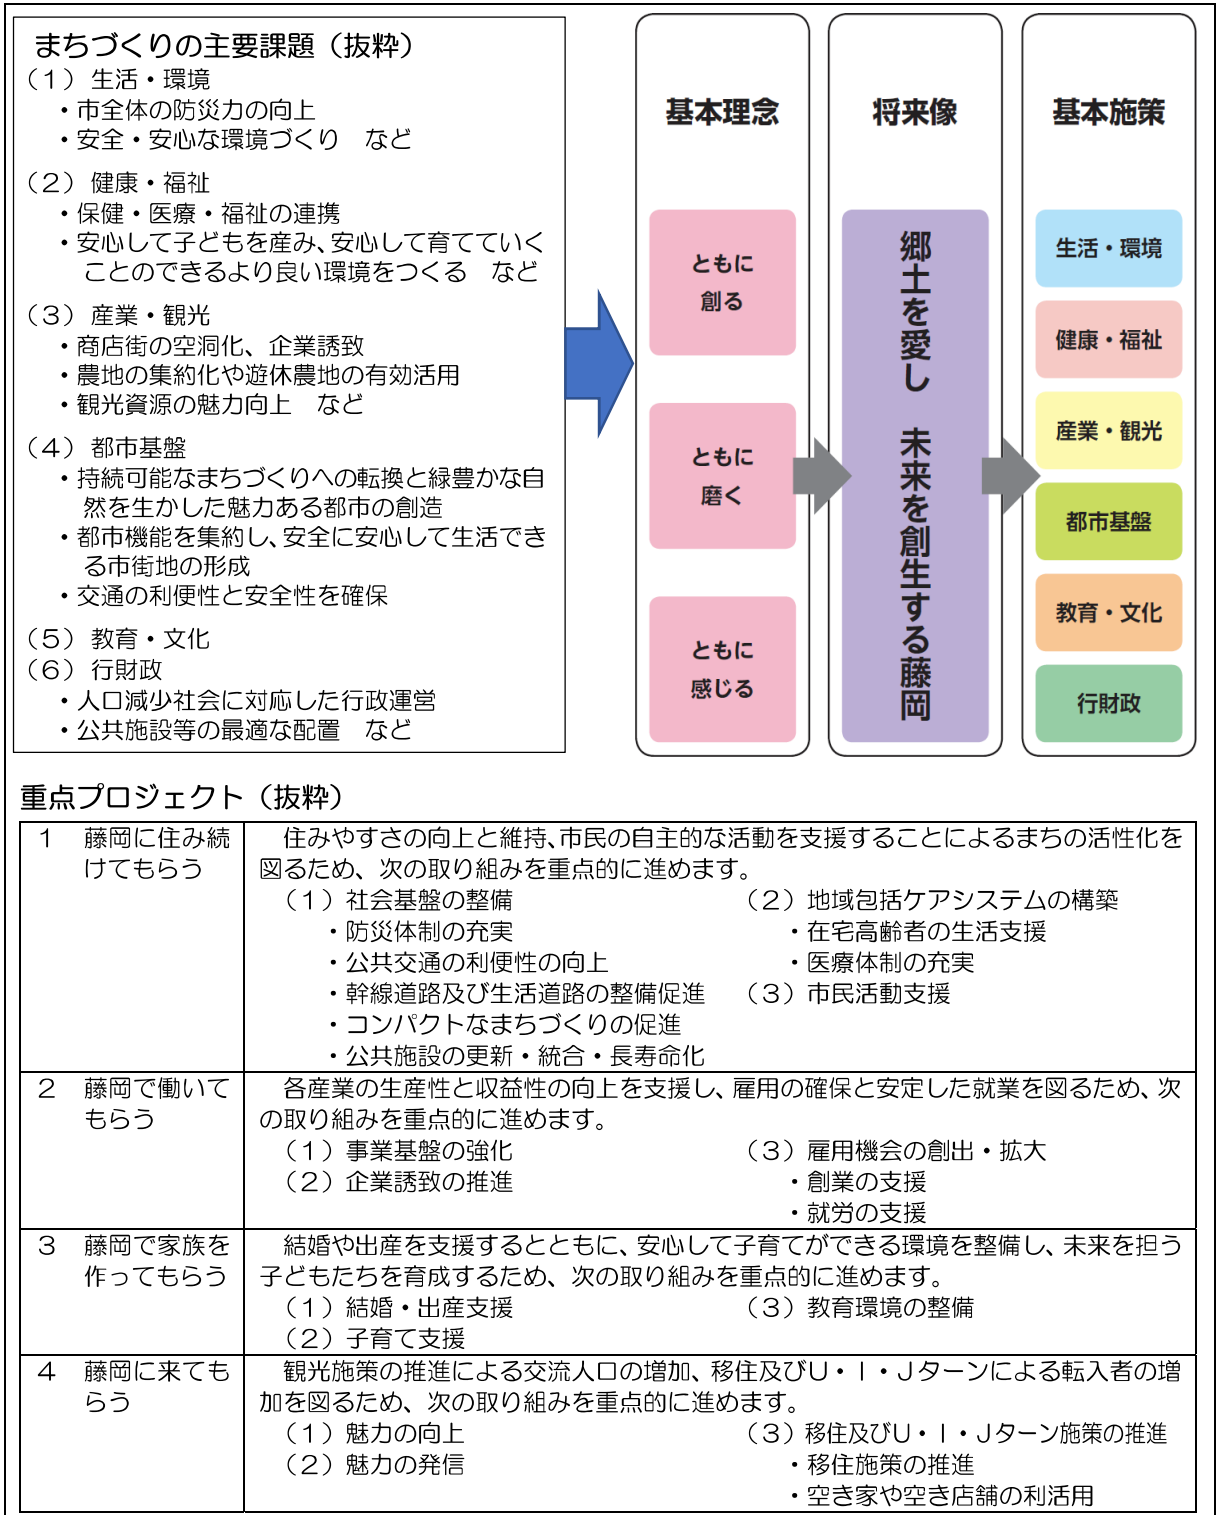 まちづくりの主要課題（抜粋）
（１）生活・環境
・市全体の防災力の向上
・安全・安心な環境づくり　など
（２）健康・福祉
・保健・医療・福祉の連携
・安心して子どもを産み、安心して育てていく
ことのできるより良い環境をつくる　など
（３）産業・観光
・商店街の空洞化、企業誘致
・農地の集約化や遊休農地の有効活用
・観光資源の魅力向上　など
（４）都市基盤
・持続可能なまちづくりへの転換と緑豊かな自
然を生かした魅力ある都市の創造
・都市機能を集約し、安全に安心して生活でき
る市街地の形成
・交通の利便性と安全性を確保
（５）教育・文化
（６）行財政
・人口減少社会に対応した行政運営
・公共施設等の最適な配置　など
基本理念
ともに
創る
ともに
磨く
ともに
感じる
将来像
郷土を愛し　未来を創生する藤岡
基本施策
生活・環境
健康・福祉
産業・観光
都市基盤
教育・文化
行財政
重点プロジェクト（抜粋）
１　藤岡に住み続
けてもらう
住みやすさの向上と維持、市民の自主的な活動を支援することによるまちの活性化を
図るため、次の取り組みを重点的に進めます。
（１）社会基盤の整備
・防災体制の充実
・公共交通の利便性の向上
・幹線道路及び生活道路の整備促進
・コンパクトなまちづくりの促進
・公共施設の更新・統合・長寿命化
（２）地域包括ケアシステムの構築
・在宅高齢者の生活支援
・医療体制の充実
（３）市民活動支援
２　藤岡で働いて
もらう
各産業の生産性と収益性の向上を支援し、雇用の確保と安定した就業を図るため、次
の取り組みを重点的に進めます。
（１）事業基盤の強化
（２）企業誘致の推進
（３）雇用機会の創出・拡大
・創業の支援
・就労の支援
３　藤岡で家族を
作ってもらう
結婚や出産を支援するとともに、安心して子育てができる環境を整備し、未来を担う
子どもたちを育成するため、次の取り組みを重点的に進めます。
（１）結婚・出産支援
（２）子育て支援
（３）教育環境の整備
４　藤岡に来ても
らう
観光施策の推進による交流人口の増加、移住及びＵ・Ｉ・Ｊターンによる転入者の増
加を図るため、次の取り組みを重点的に進めます。
（１）魅力の向上
（２）魅力の発信
（３）移住及びＵ・Ｉ・Ｊターン施策の推進
・移住施策の推進
・空き家や空き店舗の利活用